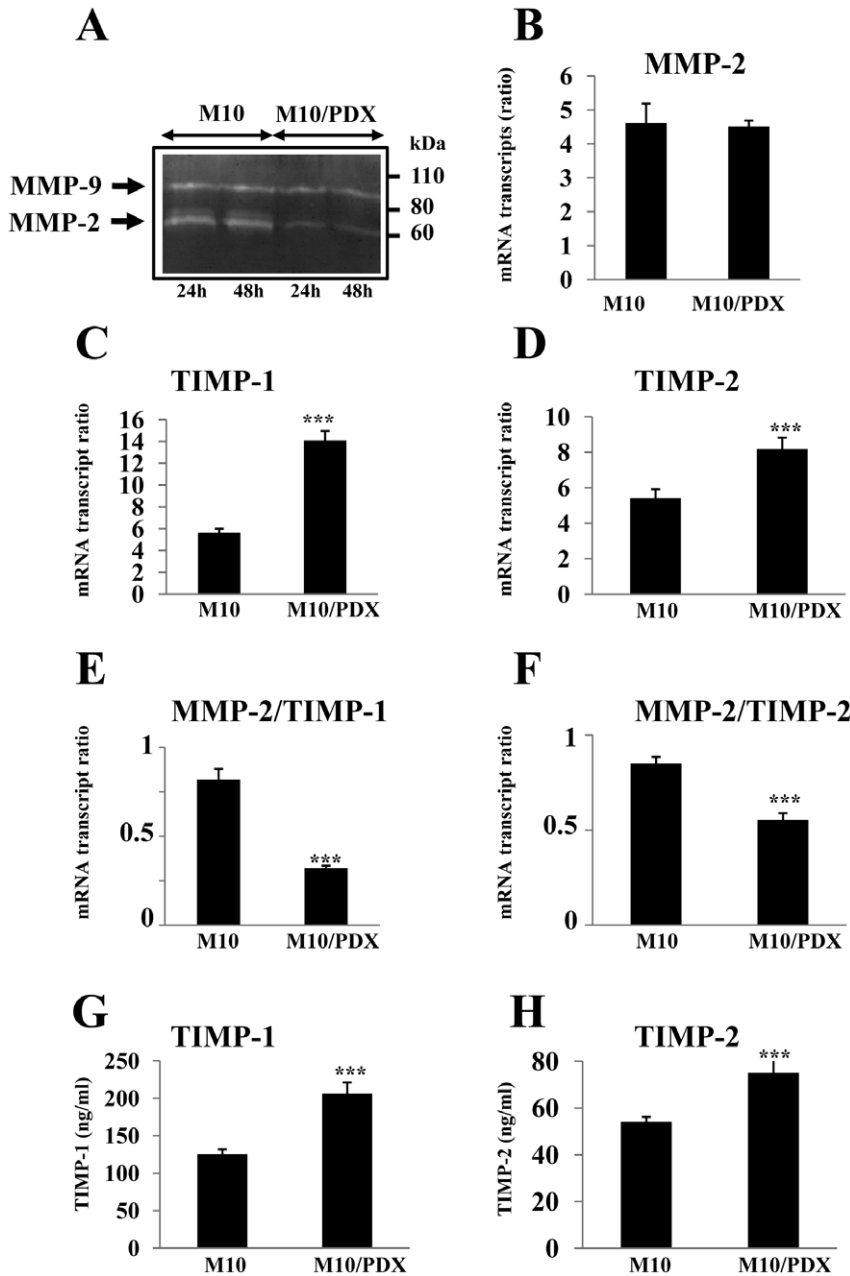 A
M10 M10/PDX
kDa
MMP-9 110
MMP-2 80
60
24h 48h 24h 48h
B
MMP-2
mRNA transcripts (ratio)
6
5
4
3
2
1
0
M10 M10/PDX
C
TIMP-1
mRNA transcript ratio
16
14
12
10
8
6
4
2
0
***
M10 M10/PDX
D
TIMP-2
mRNA transcript ratio
10
8
6
4
2
0
***
M10 M10/PDX
E
MMP-2/TIMP-1
mRNA transcript ratio
1
0.5
0
***
M10 M10/PDX
F
MMP-2/TIMP-2
mRNA transcript ratio
1
0.5
0
***
M10 M10/PDX
G
TIMP-1
TIMP-1 (ng/ml)
250
200
150
100
50
0
***
M10 M10/PDX
H
TIMP-2
TIMP-2 (ng/ml)
80
60
40
20
0
***
M10 M10/PDX